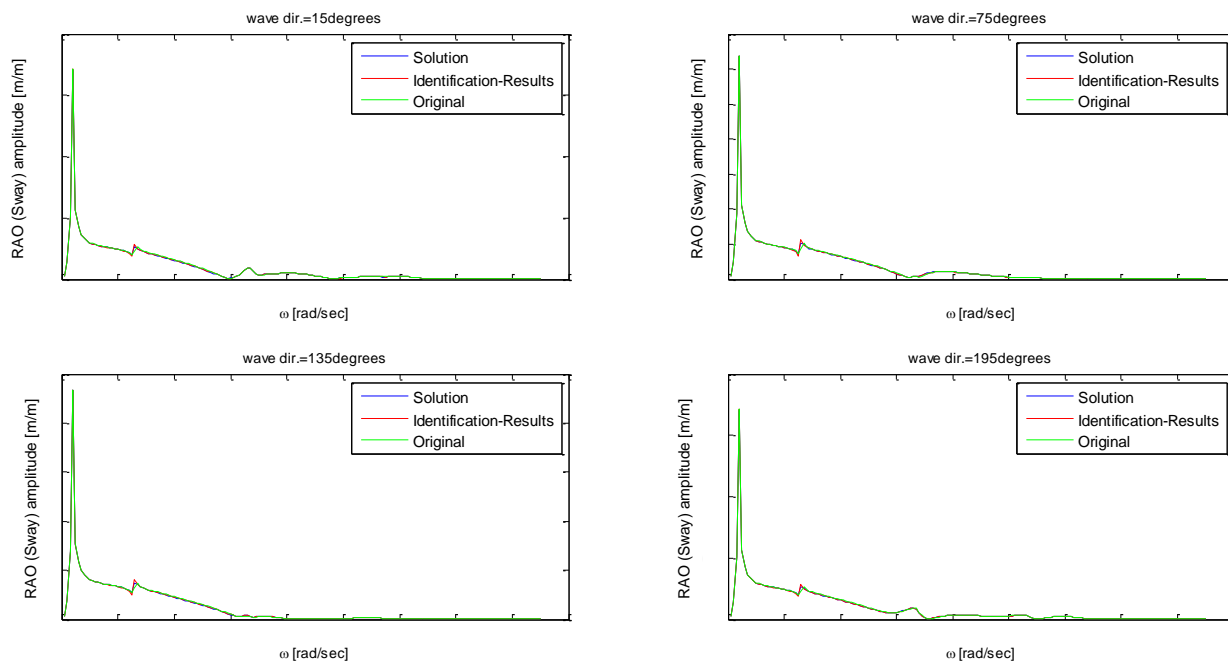 wave dir.=15degrees
RAO (Sway) amplitude [m/m]
Solution
Identification-Results
Original
ω [rad/sec]
wave dir.=75degrees
RAO (Sway) amplitude [m/m]
Solution
Identification-Results
Original
ω [rad/sec]
wave dir.=135degrees
RAO (Sway) amplitude [m/m]
Solution
Identification-Results
Original
ω [rad/sec]
wave dir.=195degrees
RAO (Sway) amplitude [m/m]
Solution
Identification-Results
Original
ω [rad/sec]